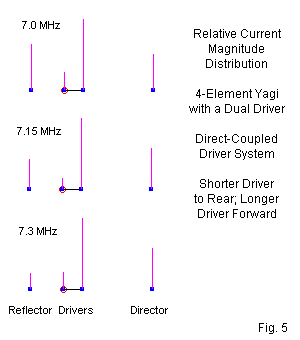 7.0 MHz
Relative Current
Magnitude
Distribution
4-Element Yagi
with a Dual Driver
7.15 MHz
Direct-Coupled
Driver System
Shorter Driver
to Rear; Longer
Driver Forward
7.3 MHz
Reflector Drivers Director
Fig. 5